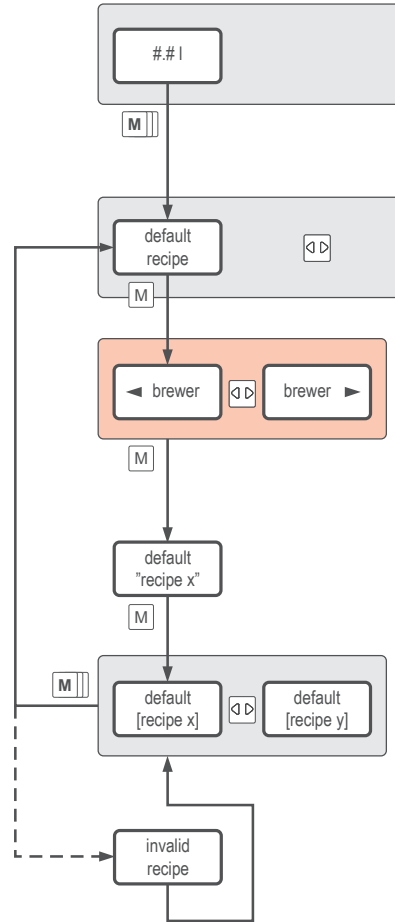 #.# l
M
default
recipe
M
◄ brewer
brewer ►
M
default
”recipe x”
M
M
default
[recipe x]
default
[recipe y]
invalid
recipe